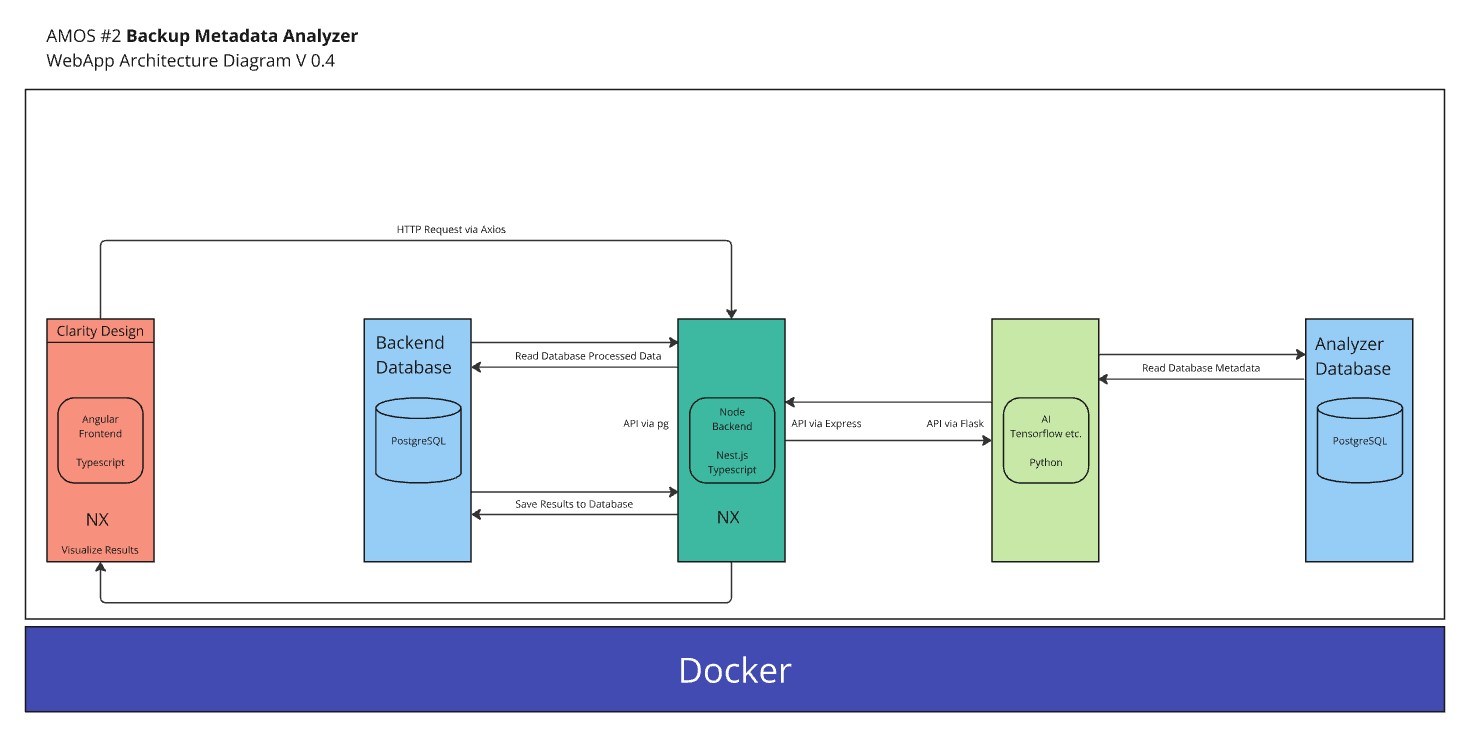 AMOS #2 Backup Metadata Analyzer
WebApp Architecture Diagram V 0.4
HTTP Request via Axios
Clarity Design
Angular
Frontend
Typescript
NX
Visualize Results
Backend
Database
PostgreSQL
Read Database Processed Data
API via pg
Save Results to Database
Node
Backend
Nest.js
Typescript
NX
API via Express
API via Flask
AI
Tensorflow etc.
Python
Read Database Metadata
Analyzer
Database
PostgreSQL
Docker